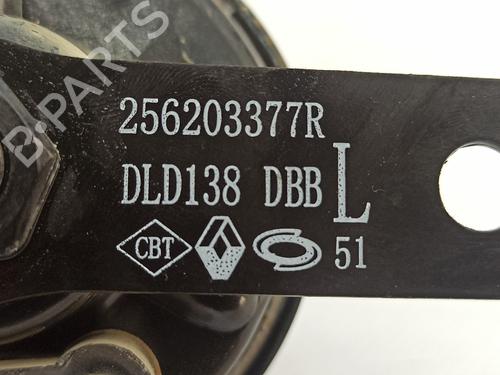 B-PARTS
256203377R
DLD138 DBB L
CBT 51